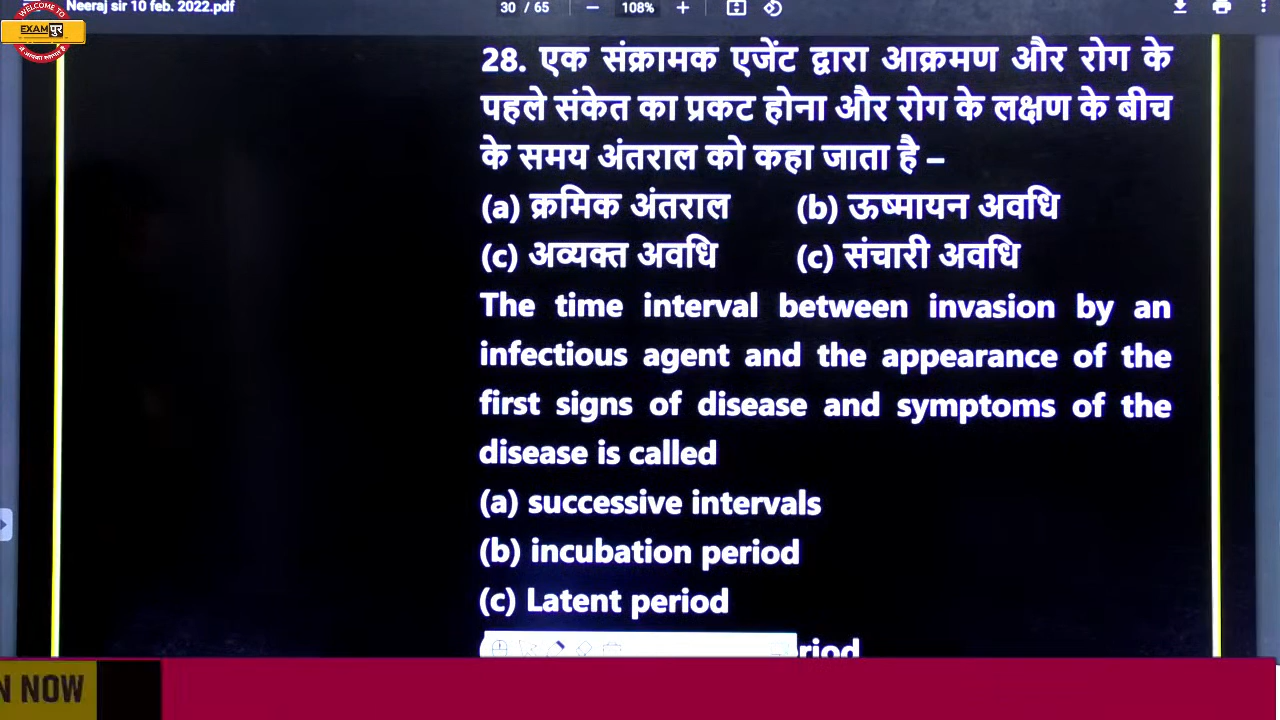 WELCOME TO
EXAMपुर
Neeraj sir 10 feb. 2022.pdf
30 / 65
108%
28. एक संक्रामक एजेंट द्वारा आक्रमण और रोग के
पहले संकेत का प्रकट होना और रोग के लक्षण के बीच
के समय अंतराल को कहा जाता है –
(a) क्रमिक अंतराल (b) ऊष्मायन अवधि
(c) अव्यक्त अवधि (c) संचारी अवधि
The time interval between invasion by an
infectious agent and the appearance of the
first signs of disease and symptoms of the
disease is called
(a) successive intervals
(b) incubation period
(c) Latent period
NOW